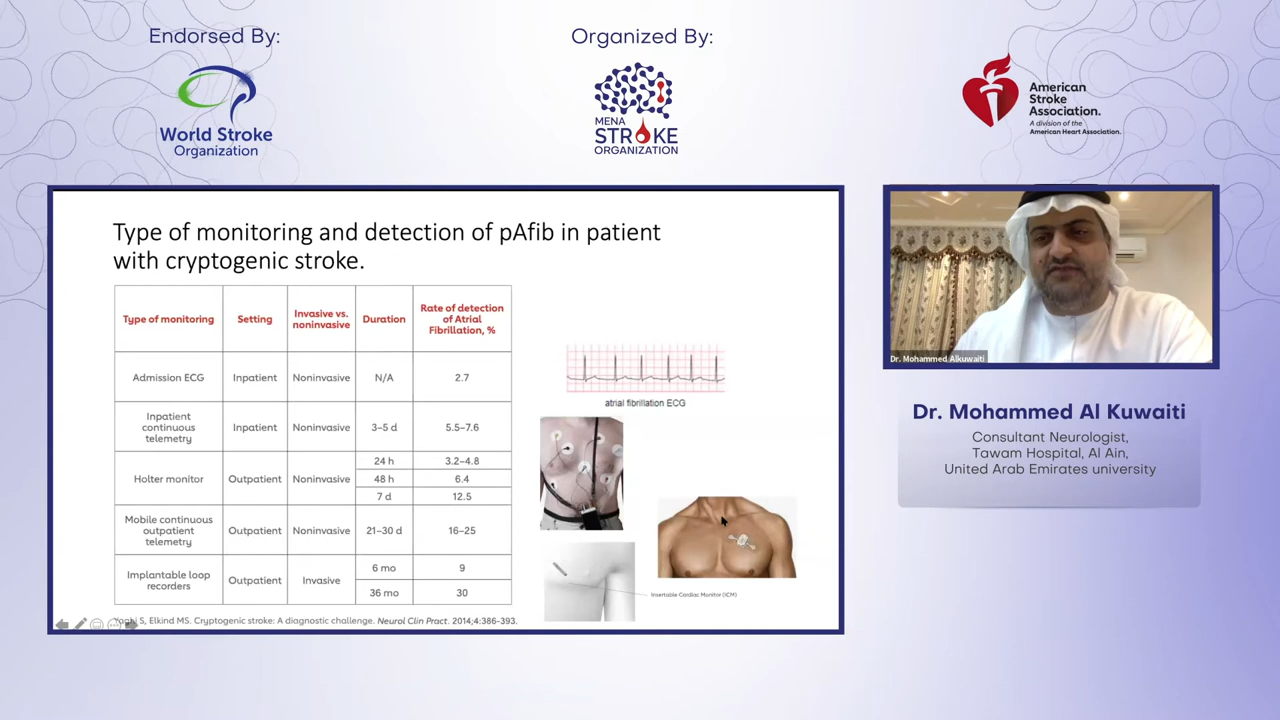 Endorsed By:
World Stroke
Organization
Organized By:
MENA
STROKE
ORGANIZATION
American
Stroke
Association.
A division of the
American Heart Association.
Type of monitoring and detection of pAfib in patient
with cryptogenic stroke.
Type of monitoring
Setting
Invasive vs.
noninvasive
Duration
Rate of detection
of Atrial
Fibrillation, %
Admission ECG
Inpatient
Noninvasive
N/A
2.7
Inpatient
continuous
telemetry
Inpatient
Noninvasive
3–5 d
5.5–7.6
Holter monitor
Outpatient
Noninvasive
24 h
3.2–4.8
48 h
6.4
7 d
12.5
Mobile continuous
outpatient
telemetry
Outpatient
Noninvasive
21–30 d
16–25
Implantable loop
recorders
Outpatient
Invasive
6 mo
9
36 mo
30
S, Elkind MS. Cryptogenic stroke: A diagnostic challenge. Neurol Clin Pract. 2014;4:386-393.
atrial fibrillation ECG
Insertable Cardiac Monitor (ICM)
Dr. Mohammed Alkuwaiti
Dr. Mohammed Al Kuwaiti
Consultant Neurologist,
Tawam Hospital, Al Ain,
United Arab Emirates university